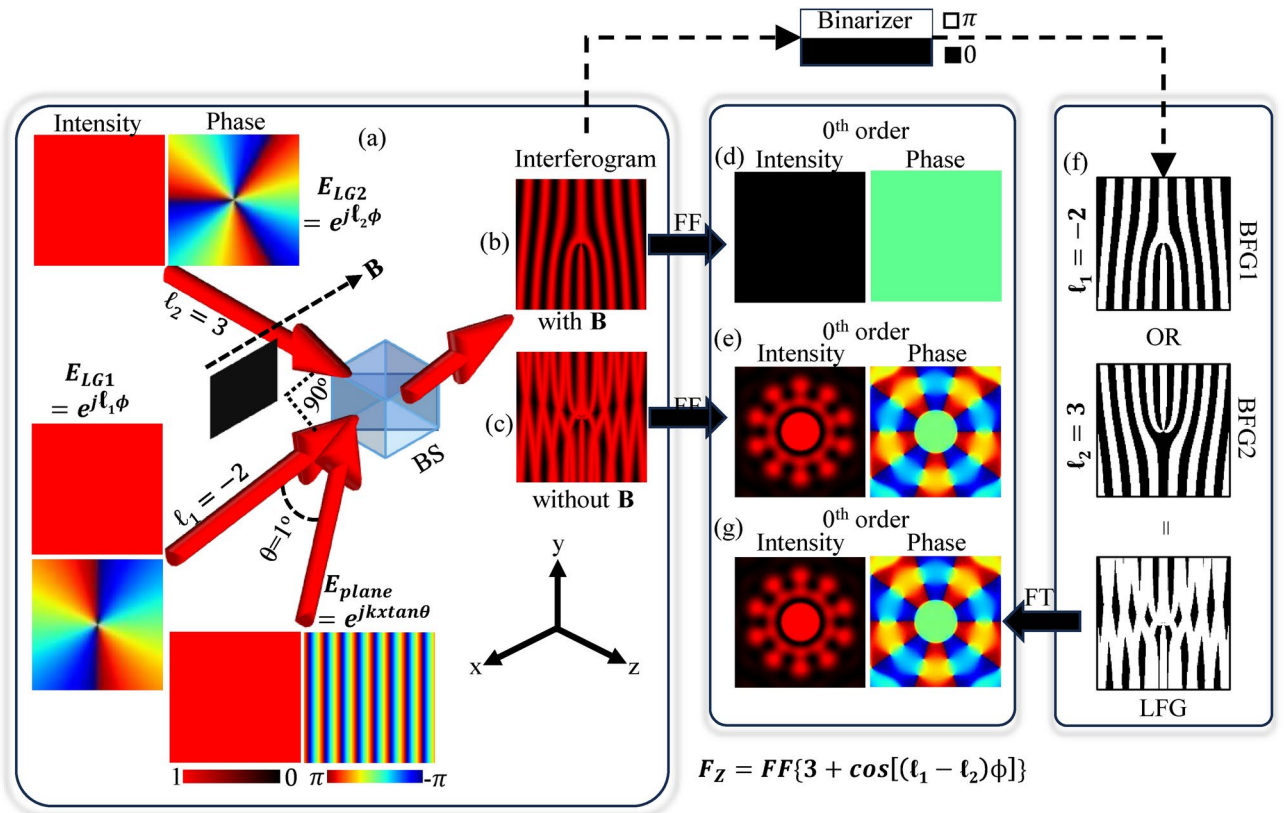 Binarizer
π
0
Intensity Phase
(a)
E_LG2
= e^{jℓ₂ϕ}
B
ℓ₂ = 3
E_LG1
= e^{jℓ₁ϕ}
90º
BS
ℓ₁ = −2
θ=1º
E_plane
= e^{jkxtanθ}
1 0
π -π
y
x
z
Interferogram
(b)
with B
(c)
without B
FF
FF
0th order
(d)
Intensity Phase
0th order
(e)
Intensity Phase
0th order
(g)
Intensity Phase
FT
(f)
ℓ₁ = −2
BFG1
OR
ℓ₂ = 3
BFG2
=
LFG
F_Z = FF{3 + cos[(ℓ₁ − ℓ₂)ϕ]}